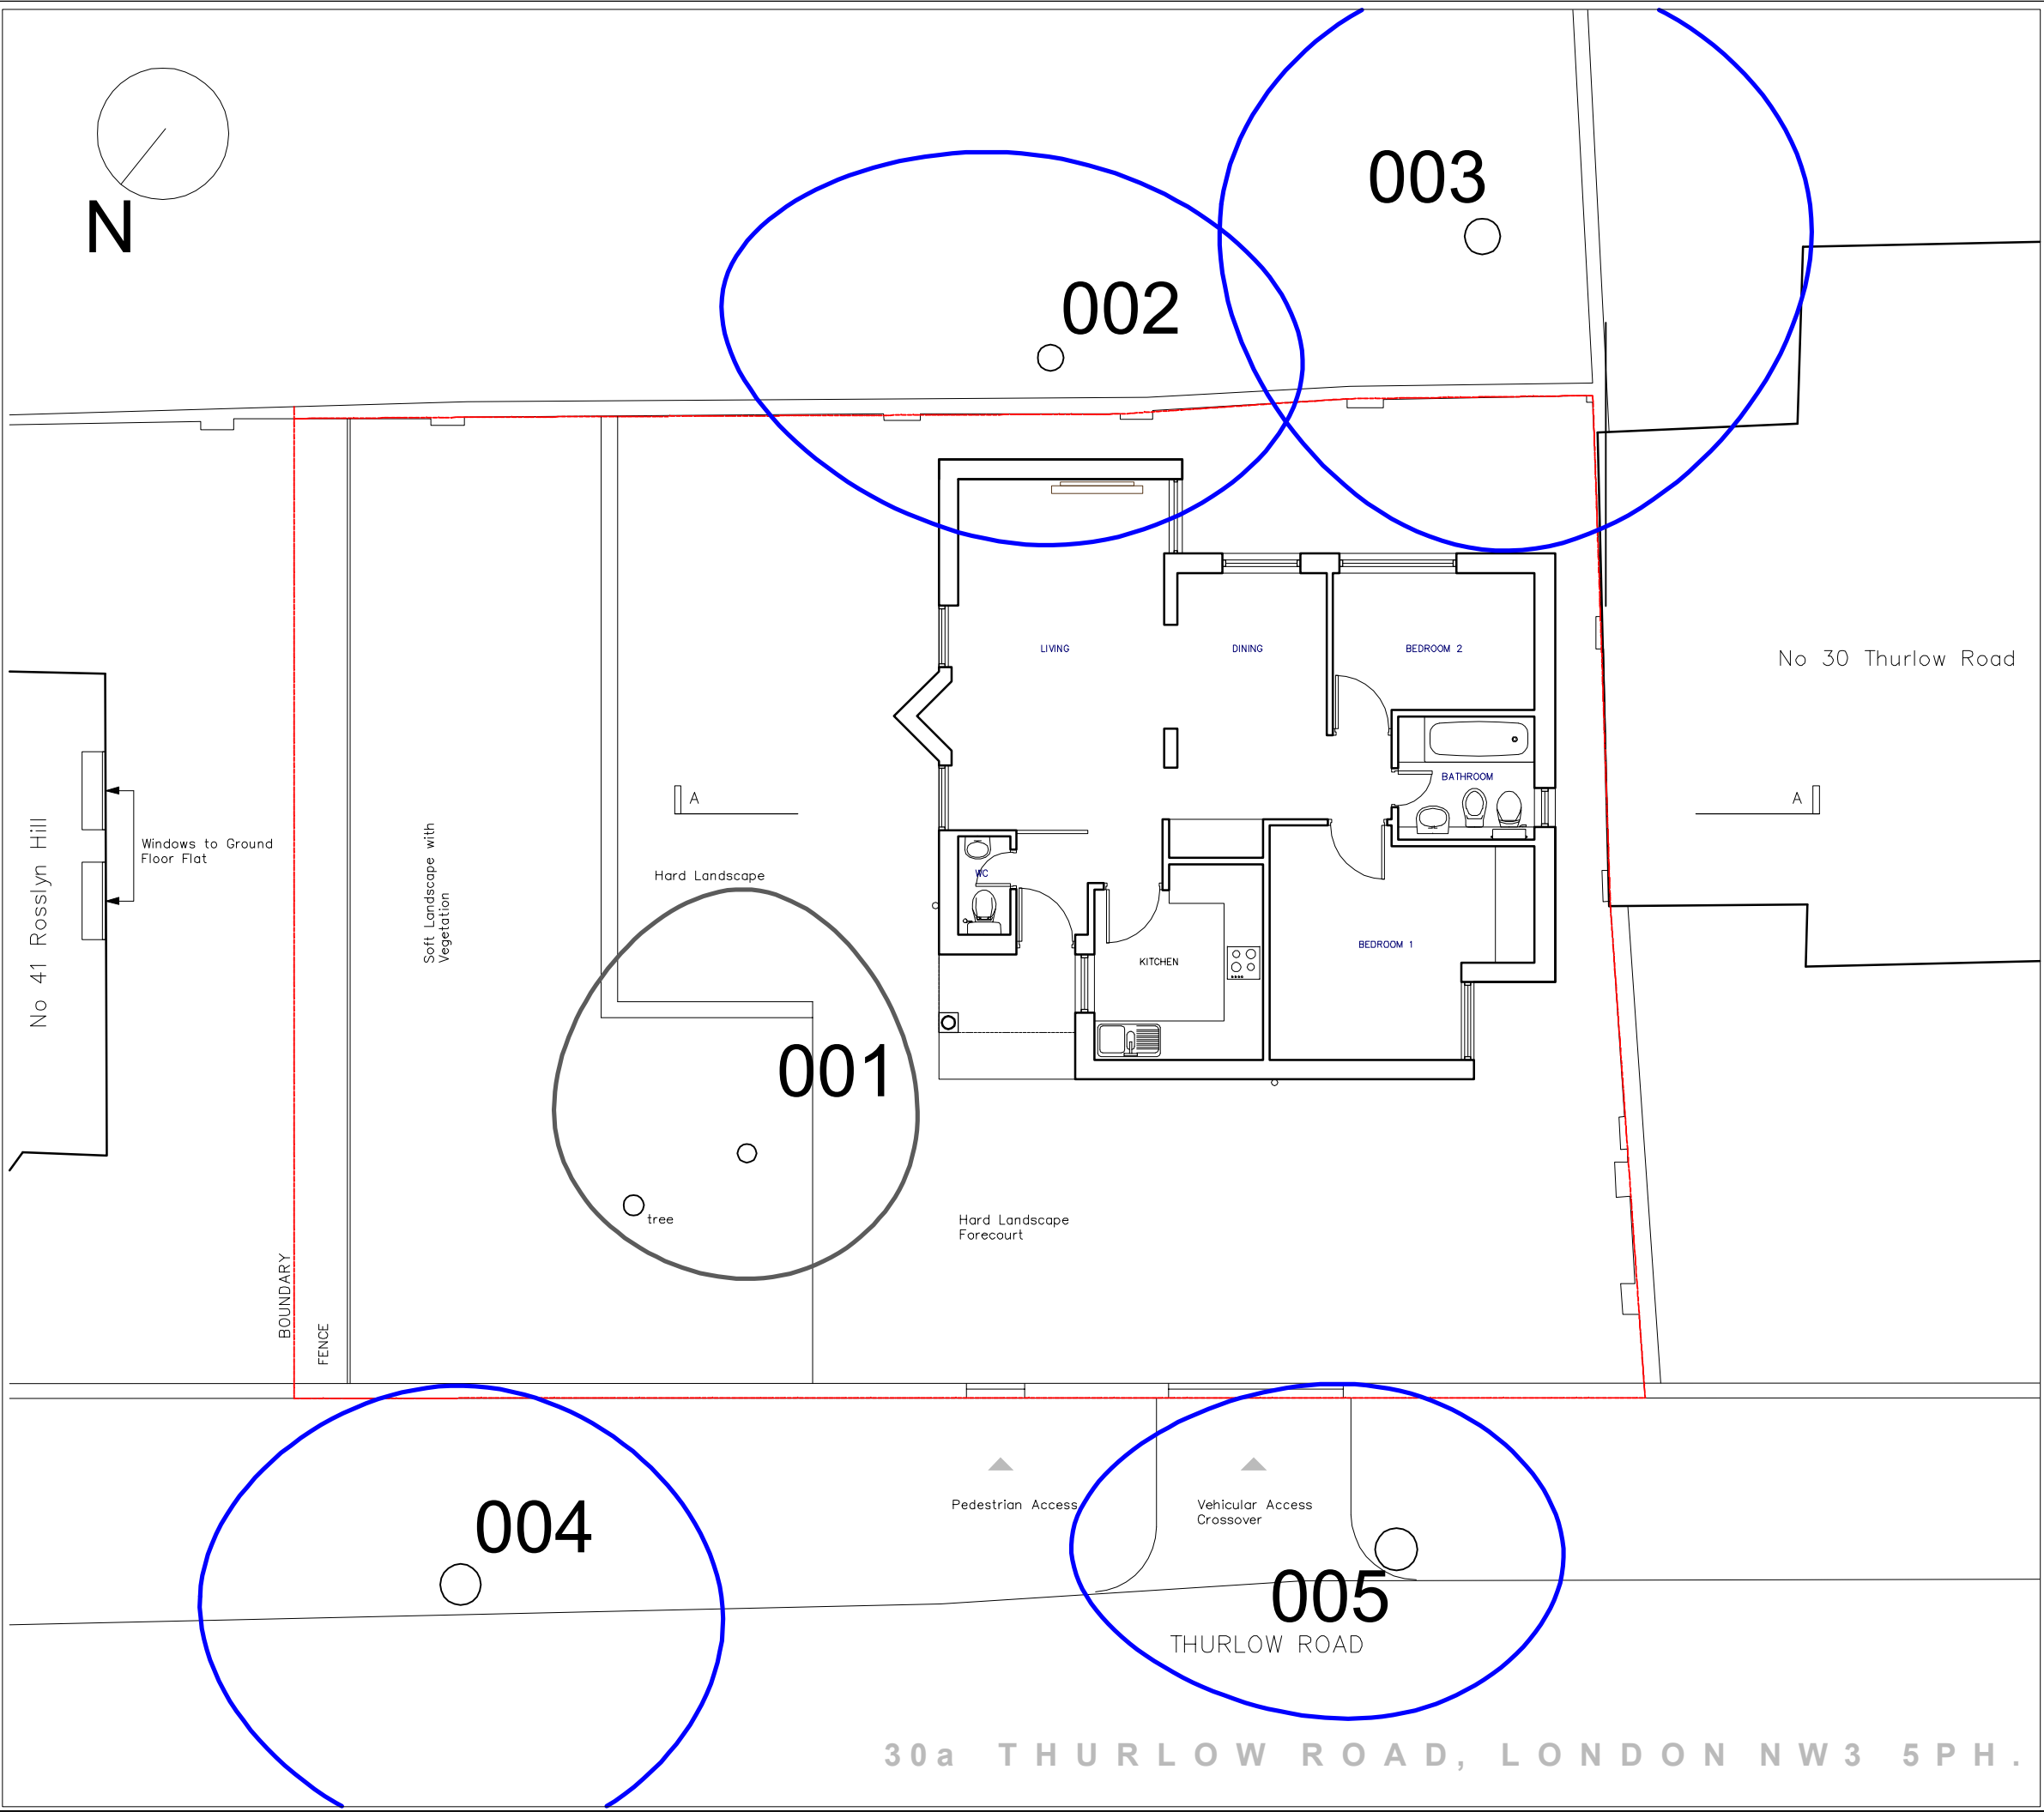 N
003
002
No 30 Thurlow Road
LIVING
DINING
BEDROOM 2
BATHROOM
A
A
No 41 Rosslyn Hill
Windows to Ground
Floor Flat
Soft Landscape with
Vegetation
Hard Landscape
WC
KITCHEN
BEDROOM 1
001
tree
Hard Landscape
Forecourt
BOUNDARY
FENCE
004
Pedestrian Access
Vehicular Access
Crossover
005
THURLOW ROAD
30a THURLOW ROAD, LONDON NW3 5PH.